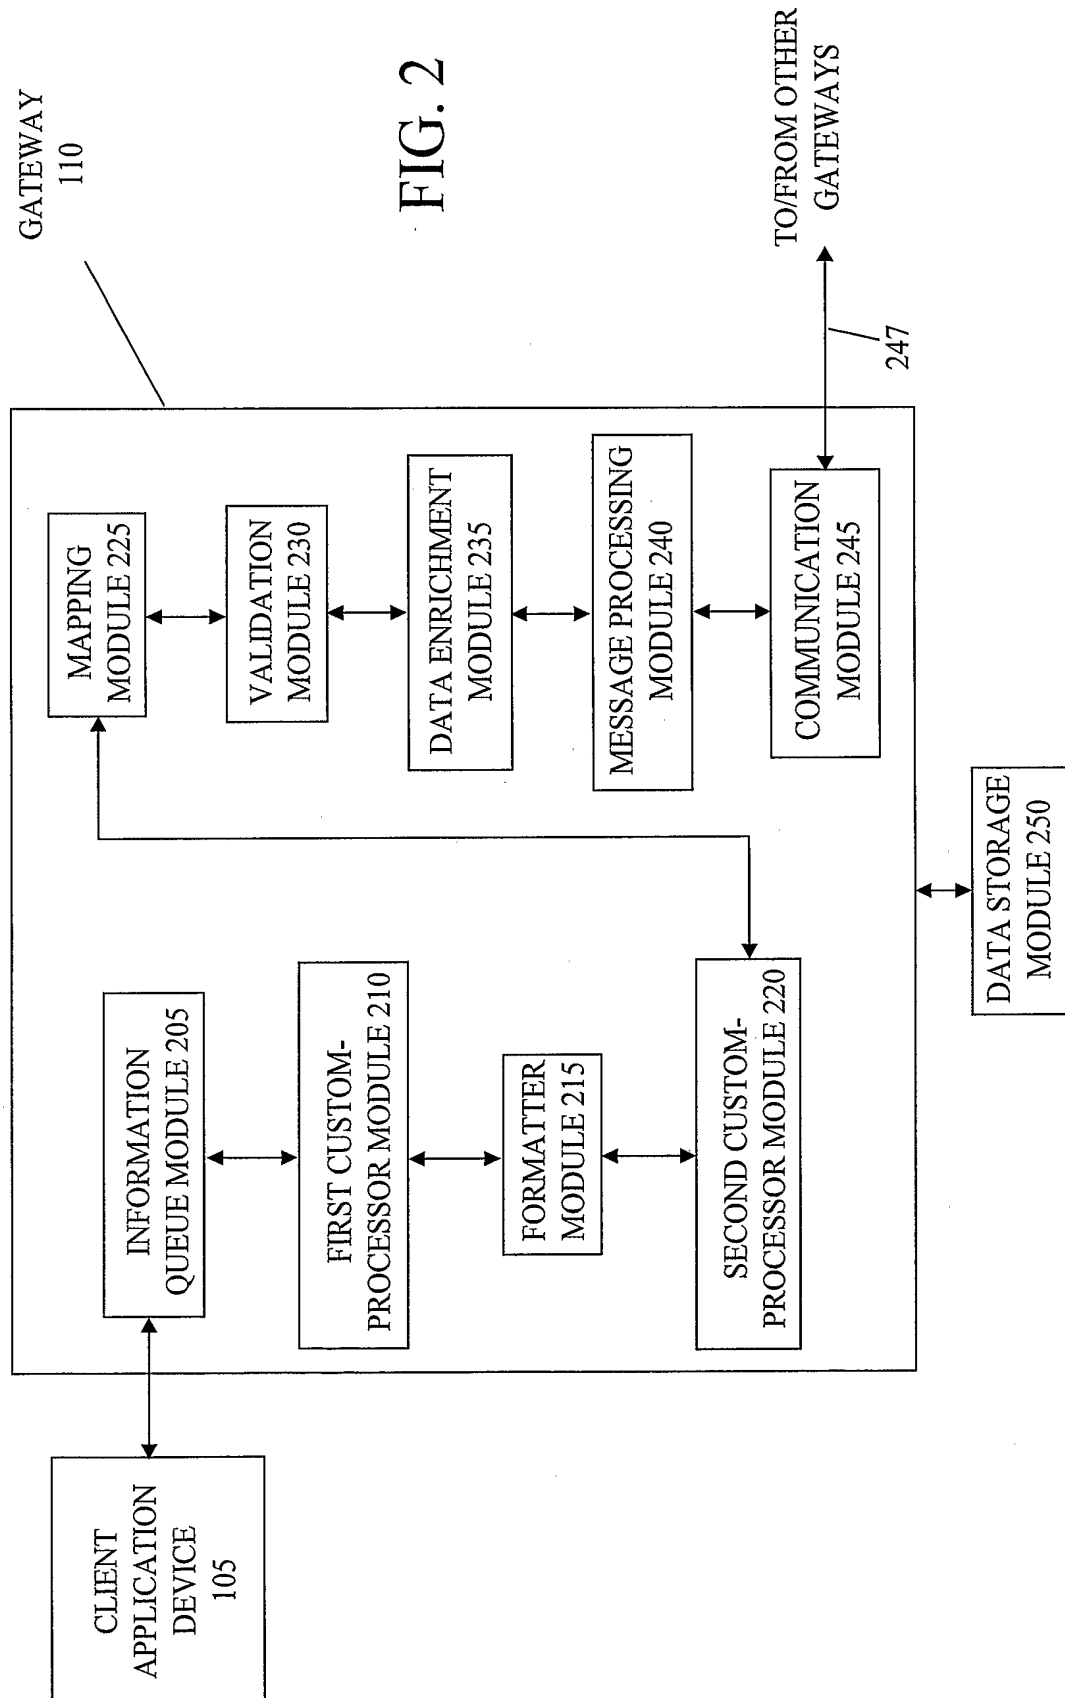 GATEWAY
110
CLIENT
APPLICATION
DEVICE
105
INFORMATION
QUEUE MODULE 205
FIRST CUSTOM-
PROCESSOR MODULE 210
FORMATTER
MODULE 215
SECOND CUSTOM-
PROCESSOR MODULE 220
MAPPING
MODULE 225
VALIDATION
MODULE 230
DATA ENRICHMENT
MODULE 235
MESSAGE PROCESSING
MODULE 240
COMMUNICATION
MODULE 245
247
TO/FROM OTHER
GATEWAYS
DATA STORAGE
MODULE 250
FIG. 2